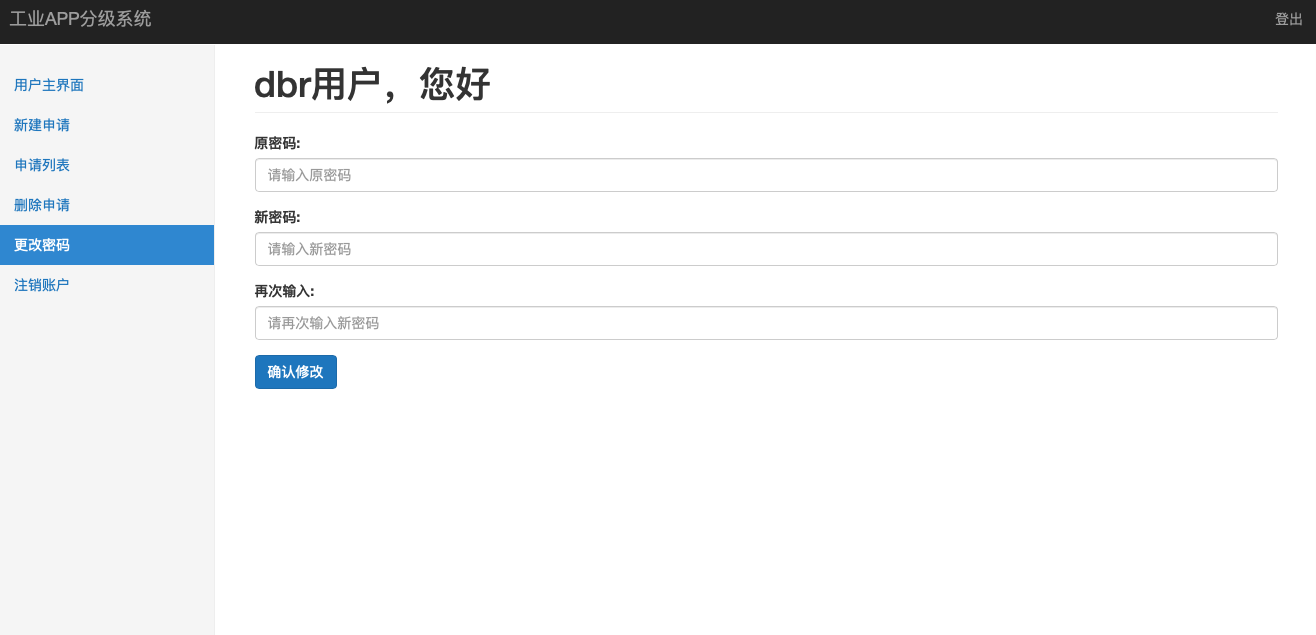 工业APP分级系统
登出
用户主界面
新建申请
申请列表
删除申请
更改密码
注销账户
dbr用户，您好
原密码:
请输入原密码
新密码:
请输入新密码
再次输入:
请再次输入新密码
确认修改